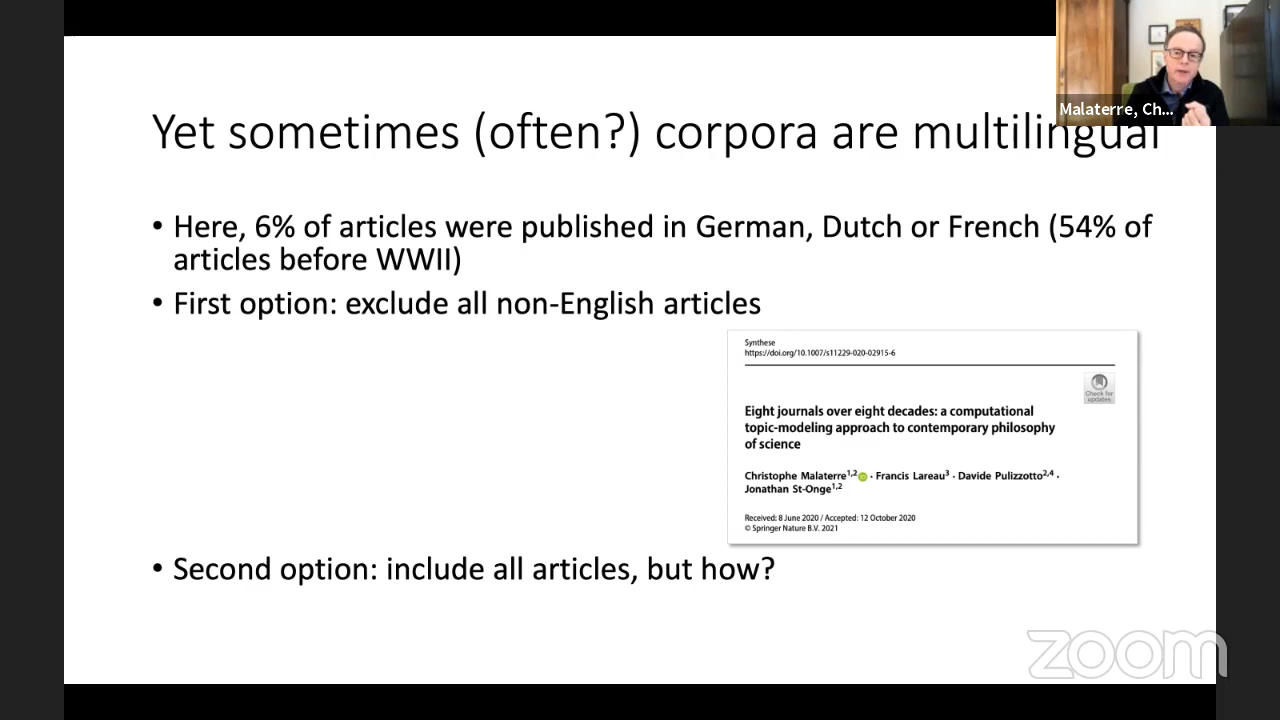 Malaterre, Ch...
Yet sometimes (often?) corpora are multilingual
• Here, 6% of articles were published in German, Dutch or French (54% of
articles before WWII)
• First option: exclude all non-English articles
Synthese
https://doi.org/10.1007/s11229-020-02915-6
Check for
updates
Eight journals over eight decades: a computational
topic-modeling approach to contemporary philosophy
of science
Christophe Malaterre1,2 · Francis Lareau3 · Davide Pulizzotto2,4 ·
Jonathan St-Onge1,2
Received: 8 June 2020 / Accepted: 12 October 2020
© Springer Nature B.V. 2021
• Second option: include all articles, but how?
zoom